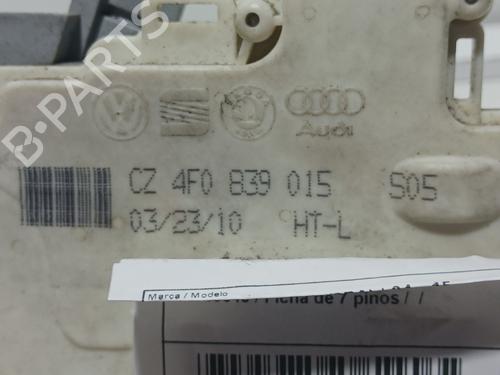 B-PARTS
Audi
CZ 4F0 839 015 S05
03/23/10 HT-L
Marca / Modelo
Ficha de 7 pinos / /